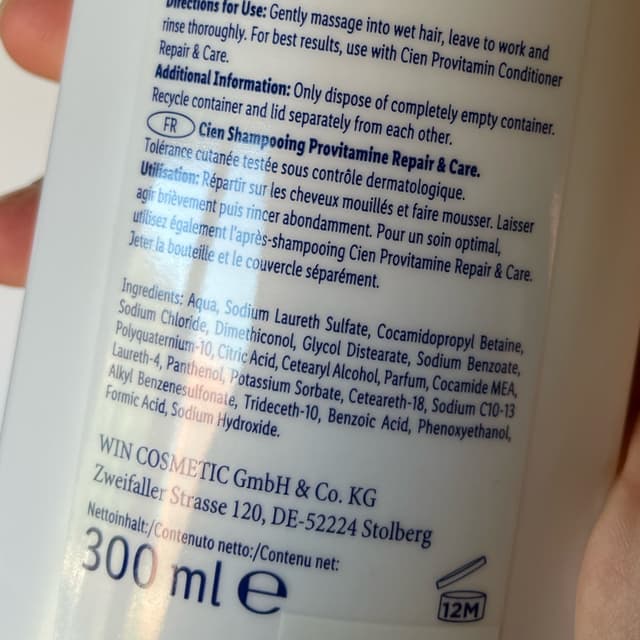 Directions for Use: Gently massage into wet hair, leave to work and
rinse thoroughly. For best results, use with Cien Provitamin Conditioner
Repair & Care.
Additional Information: Only dispose of completely empty container.
Recycle container and lid separately from each other.
FR Cien Shampooing Provitamine Repair & Care.
Tolérance cutanée testée sous contrôle dermatologique.
Utilisation: Répartir sur les cheveux mouillés et faire mousser. Laisser
agir brièvement puis rincer abondamment. Pour un soin optimal,
utilisez également l'après-shampooing Cien Provitamine Repair & Care.
Jeter la bouteille et le couvercle séparément.
Ingredients: Aqua, Sodium Laureth Sulfate, Cocamidopropyl Betaine,
Sodium Chloride, Dimethiconol, Glycol Distearate, Sodium Benzoate,
Polyquaternium-10, Citric Acid, Cetearyl Alcohol, Parfum, Cocamide MEA,
Laureth-4, Panthenol, Potassium Sorbate, Ceteareth-18, Sodium C10-13
Alkyl Benzenesulfonate, Trideceth-10, Benzoic Acid, Phenoxyethanol,
Formic Acid, Sodium Hydroxide.
WIN COSMETIC GmbH & Co. KG
Zweifaller Strasse 120, DE-52224 Stolberg
Nettoinhalt:/Contenuto netto:/Contenu net:
300 ml ℮
12M